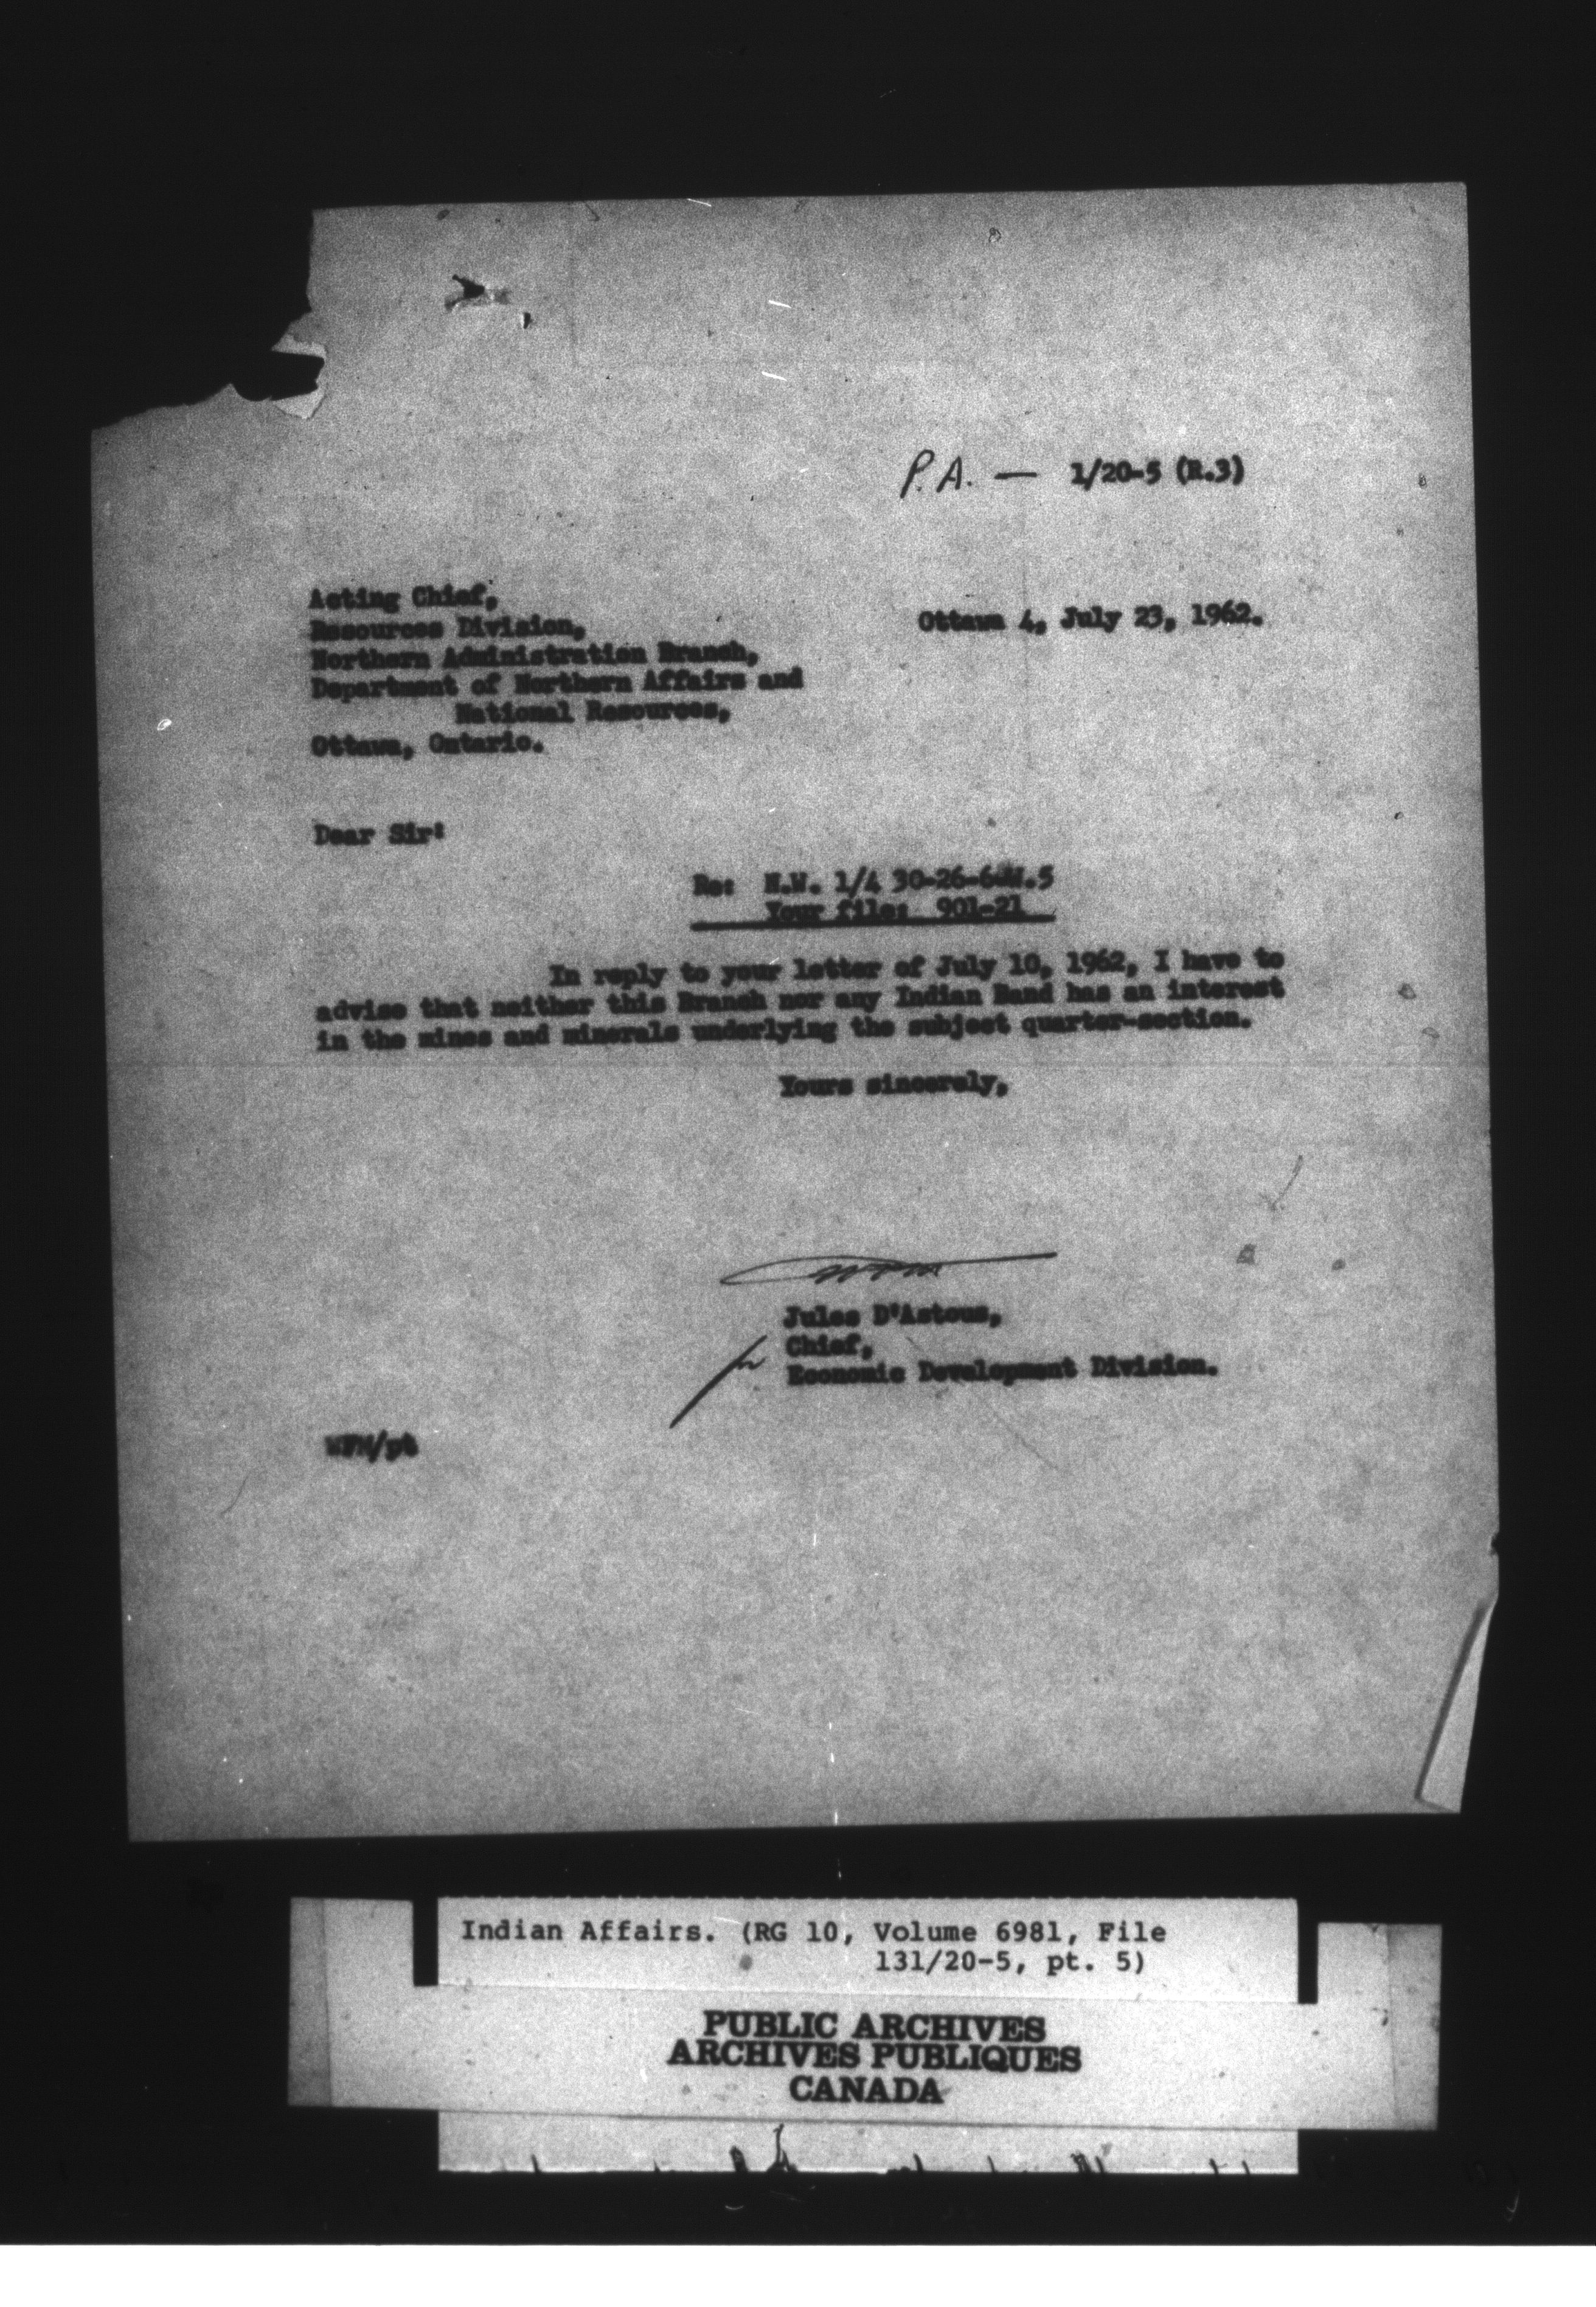 P.A. — 1/20-5 (R.3)
Acting Chief,
Resources Division,
Northern Administration Branch,
Department of Northern Affairs and
National Resources,
Ottawa, Ontario.
Ottawa 4, July 23, 1962.
Dear Sir:
Re: N.W. 1/4 30-26-6-W.5
Your file: 901-21
In reply to your letter of July 10, 1962, I have to
advise that neither this Branch nor any Indian Band has an interest
in the mines and minerals underlying the subject quarter-section.
Yours sincerely,
Jules D'Astous,
Chief,
Economic Development Division.
WFM/pt
Indian Affairs. (RG 10, Volume 6981, File
131/20-5, pt. 5)
PUBLIC ARCHIVES
ARCHIVES PUBLIQUES
CANADA